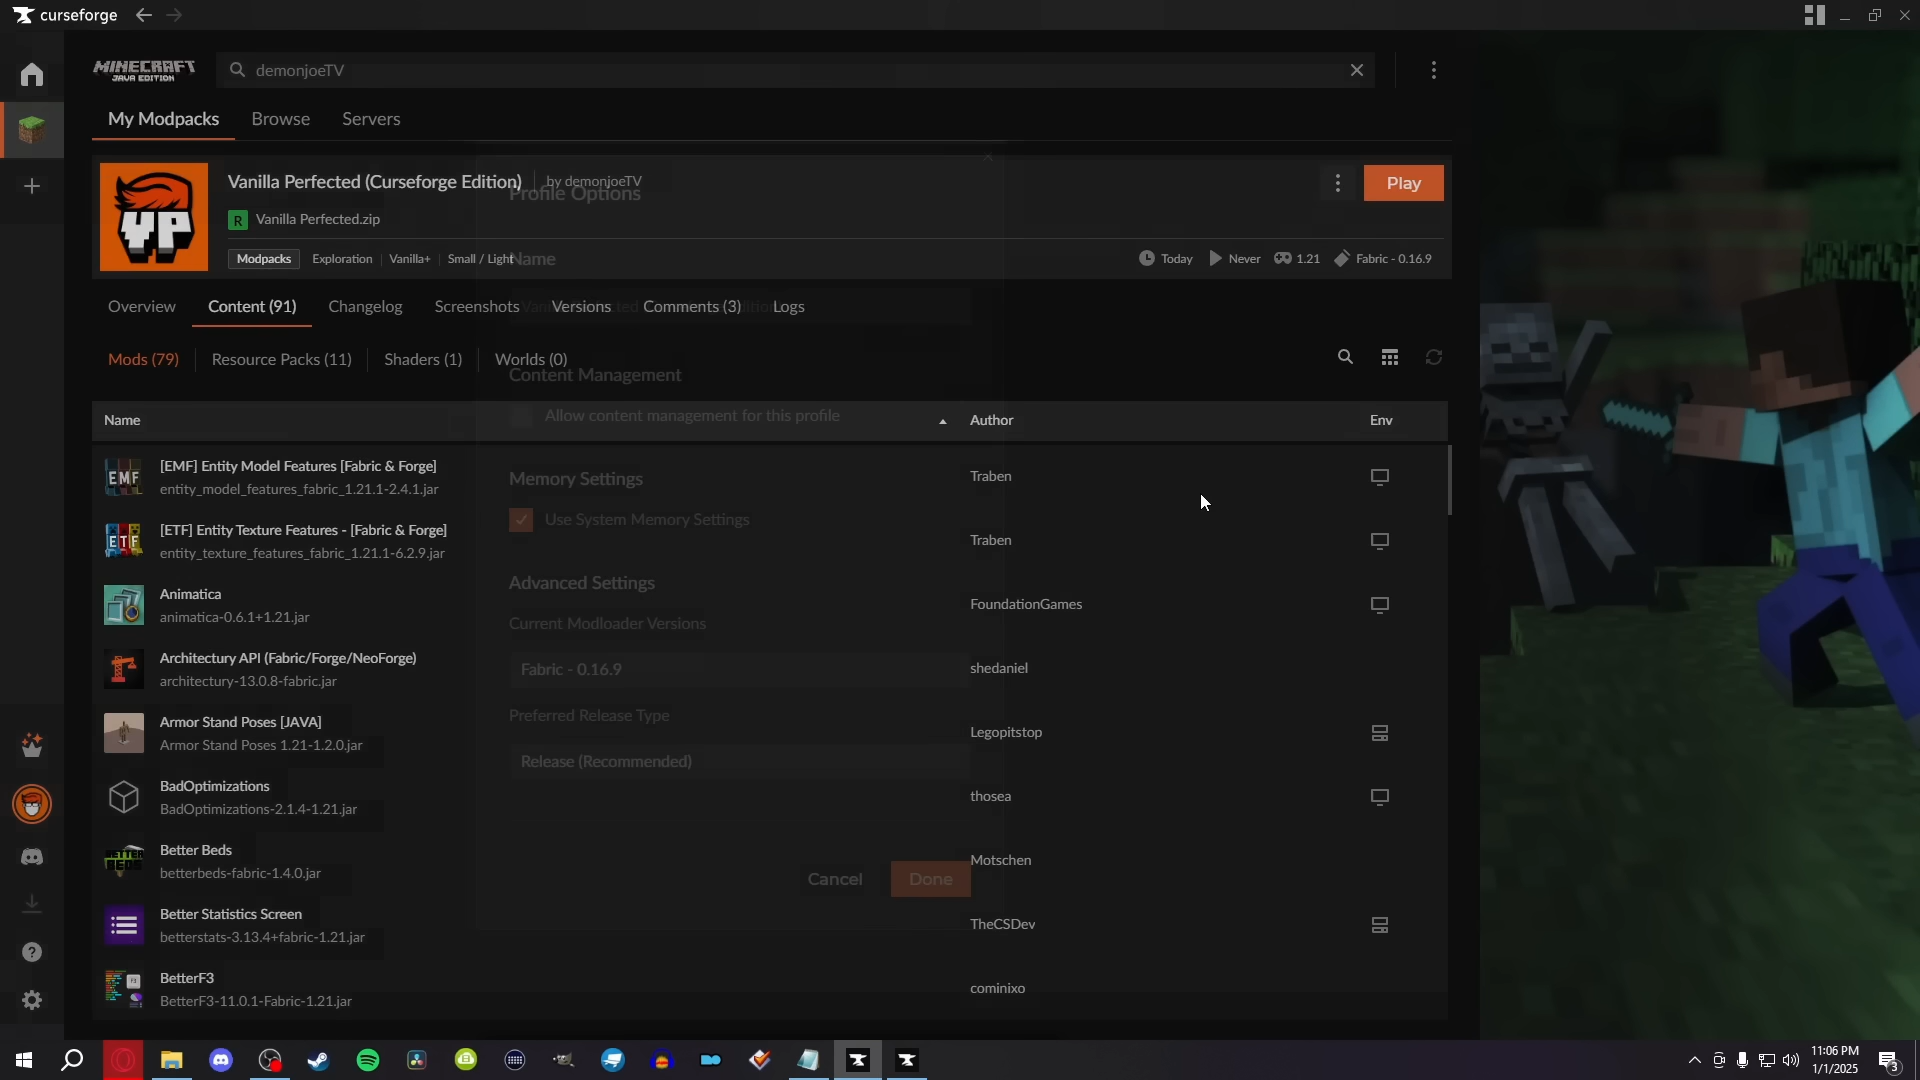 curseforge
MINECRAFT
JAVA EDITION
demonjoeTV
My Modpacks
Browse
Servers
VP
Vanilla Perfected (Curseforge Edition)
by demonjoeTV
Profile Options
Play
R Vanilla Perfected.zip
Modpacks
Exploration
Vanilla+
Small / Light
Name
Today
Never
1.21
Fabric - 0.16.9
Overview
Content (91)
Changelog
Screenshots
Versions
Comments (3)
Logs
Mods (79)
Resource Packs (11)
Shaders (1)
Worlds (0)
Content Management
Allow content management for this profile
Name
Author
Env
EMF
[EMF] Entity Model Features [Fabric & Forge]
entity_model_features_fabric_1.21.1-2.4.1.jar
Traben
Memory Settings
Use System Memory Settings
ETF
[ETF] Entity Texture Features - [Fabric & Forge]
entity_texture_features_fabric_1.21.1-6.2.9.jar
Traben
Advanced Settings
Animatica
animatica-0.6.1+1.21.jar
FoundationGames
Current Modloader Versions
Architectury API (Fabric/Forge/NeoForge)
architectury-13.0.8-fabric.jar
shedaniel
Fabric - 0.16.9
Preferred Release Type
Armor Stand Poses [JAVA]
Armor Stand Poses 1.21-1.2.0.jar
Legopitstop
Release (Recommended)
BadOptimizations
BadOptimizations-2.1.4-1.21.jar
thosea
BETTER BEDS
Better Beds
betterbeds-fabric-1.4.0.jar
Motschen
Cancel
Done
Better Statistics Screen
betterstats-3.13.4+fabric-1.21.jar
TheCSDev
F3
BetterF3
BetterF3-11.0.1-Fabric-1.21.jar
cominixo
11:06 PM
1/1/2025
3